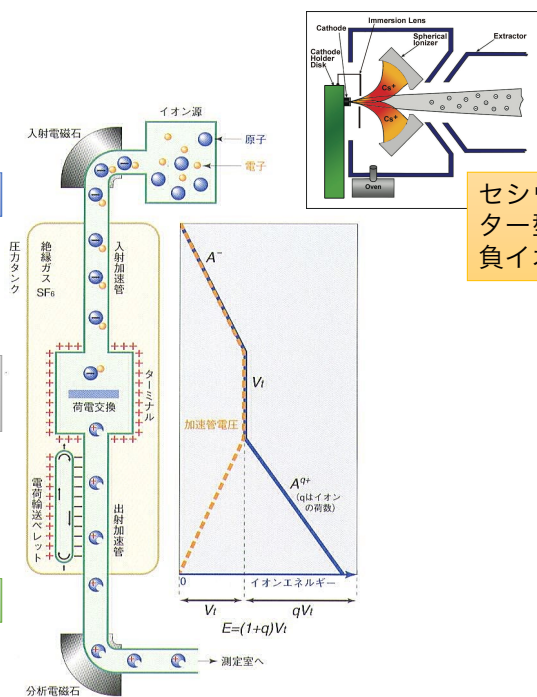 Immersion Lens
Cathode
Spherical
Ionizer
Extractor
Cathode
Holder
Disk
Cs+
Cs+
Oven
イオン源
入射電磁石
原子
電子
セシ
ター型
負イオ
圧力タンク
絶縁ガス
SF₆
入射加速管
A⁻
Vt
ターミナル
荷電交換
加速管電圧
A^q+
(qはイオン
の荷数)
電荷輸送ペレット
出射加速管
0
イオンエネルギー
Vt
qVt
E=(1+q)Vt
測定室へ
分析電磁石